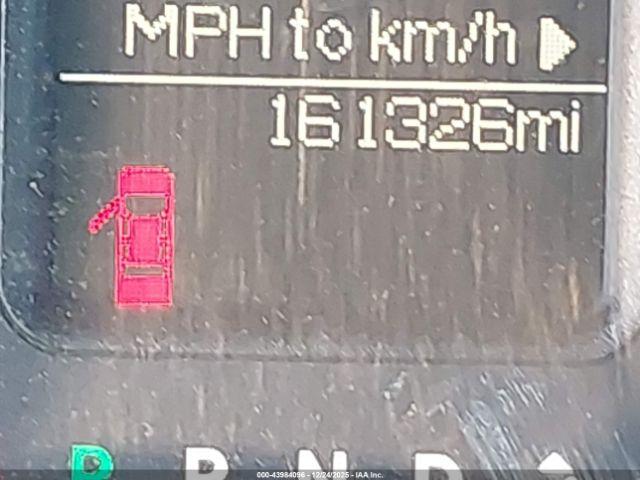 MPH to km/h ▶
161326mi
P R N D
000-43984096 - 12/24/2025 - IAA Inc.